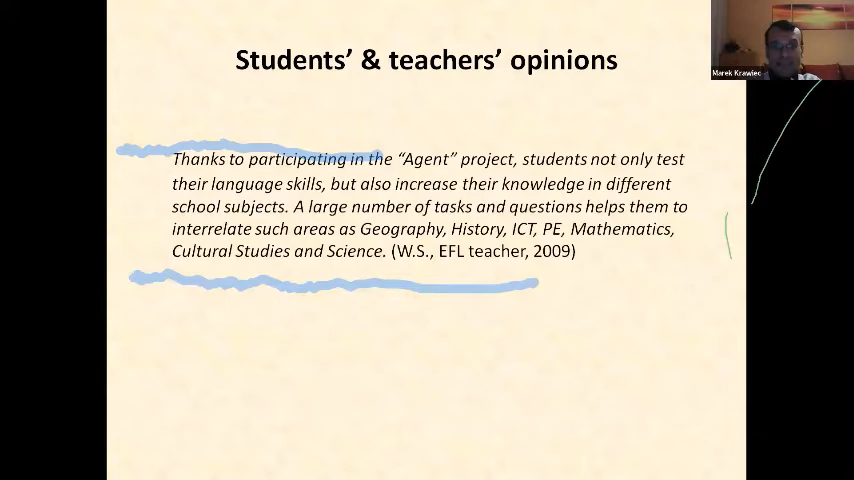 Students’ & teachers’ opinions
Marek Krawiec
Thanks to participating in the “Agent” project, students not only test
their language skills, but also increase their knowledge in different
school subjects. A large number of tasks and questions helps them to
interrelate such areas as Geography, History, ICT, PE, Mathematics,
Cultural Studies and Science. (W.S., EFL teacher, 2009)